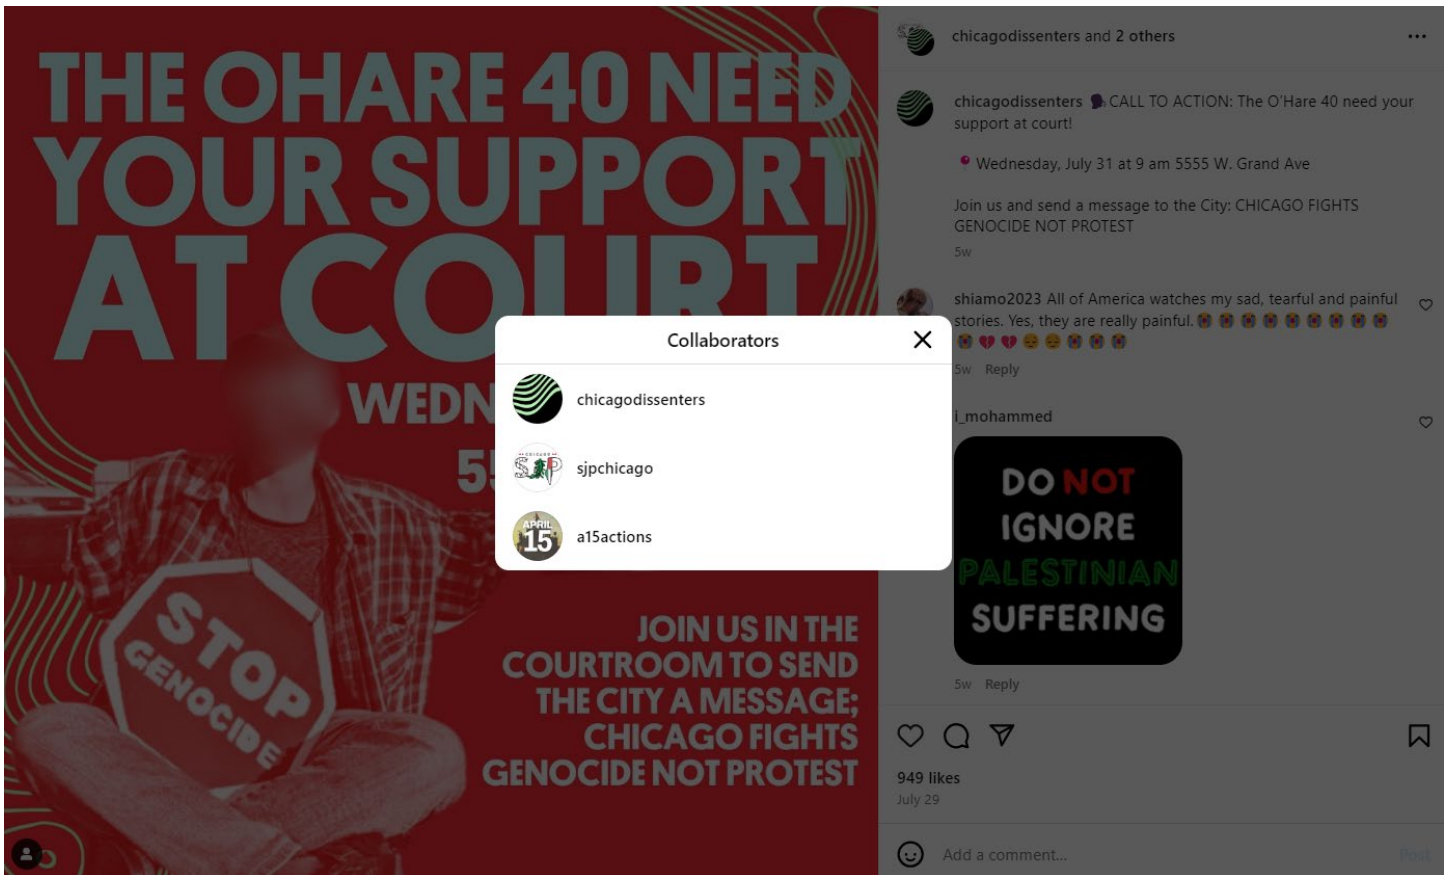 THE OHARE 40 NEED
YOUR SUPPORT
AT COURT
WEDN
55
STOP
GENOCIDE
JOIN US IN THE
COURTROOM TO SEND
THE CITY A MESSAGE;
CHICAGO FIGHTS
GENOCIDE NOT PROTEST
Collaborators
chicagodissenters
CHICAGO
SJP
sjpchicago
APRIL
15
a15actions
chicagodissenters and 2 others
chicagodissenters 🗣CALL TO ACTION: The O'Hare 40 need your
support at court!
📍 Wednesday, July 31 at 9 am 5555 W. Grand Ave
Join us and send a message to the City: CHICAGO FIGHTS
GENOCIDE NOT PROTEST
5w
shiamo2023 All of America watches my sad, tearful and painful
stories. Yes, they are really painful. 😭😭😭😭😭😭😭😭😭
😭💔💔😔😔😭😭😭
5w Reply
i_mohammed
DO NOT
IGNORE
PALESTINIAN
SUFFERING
5w Reply
949 likes
July 29
Add a comment...
Post